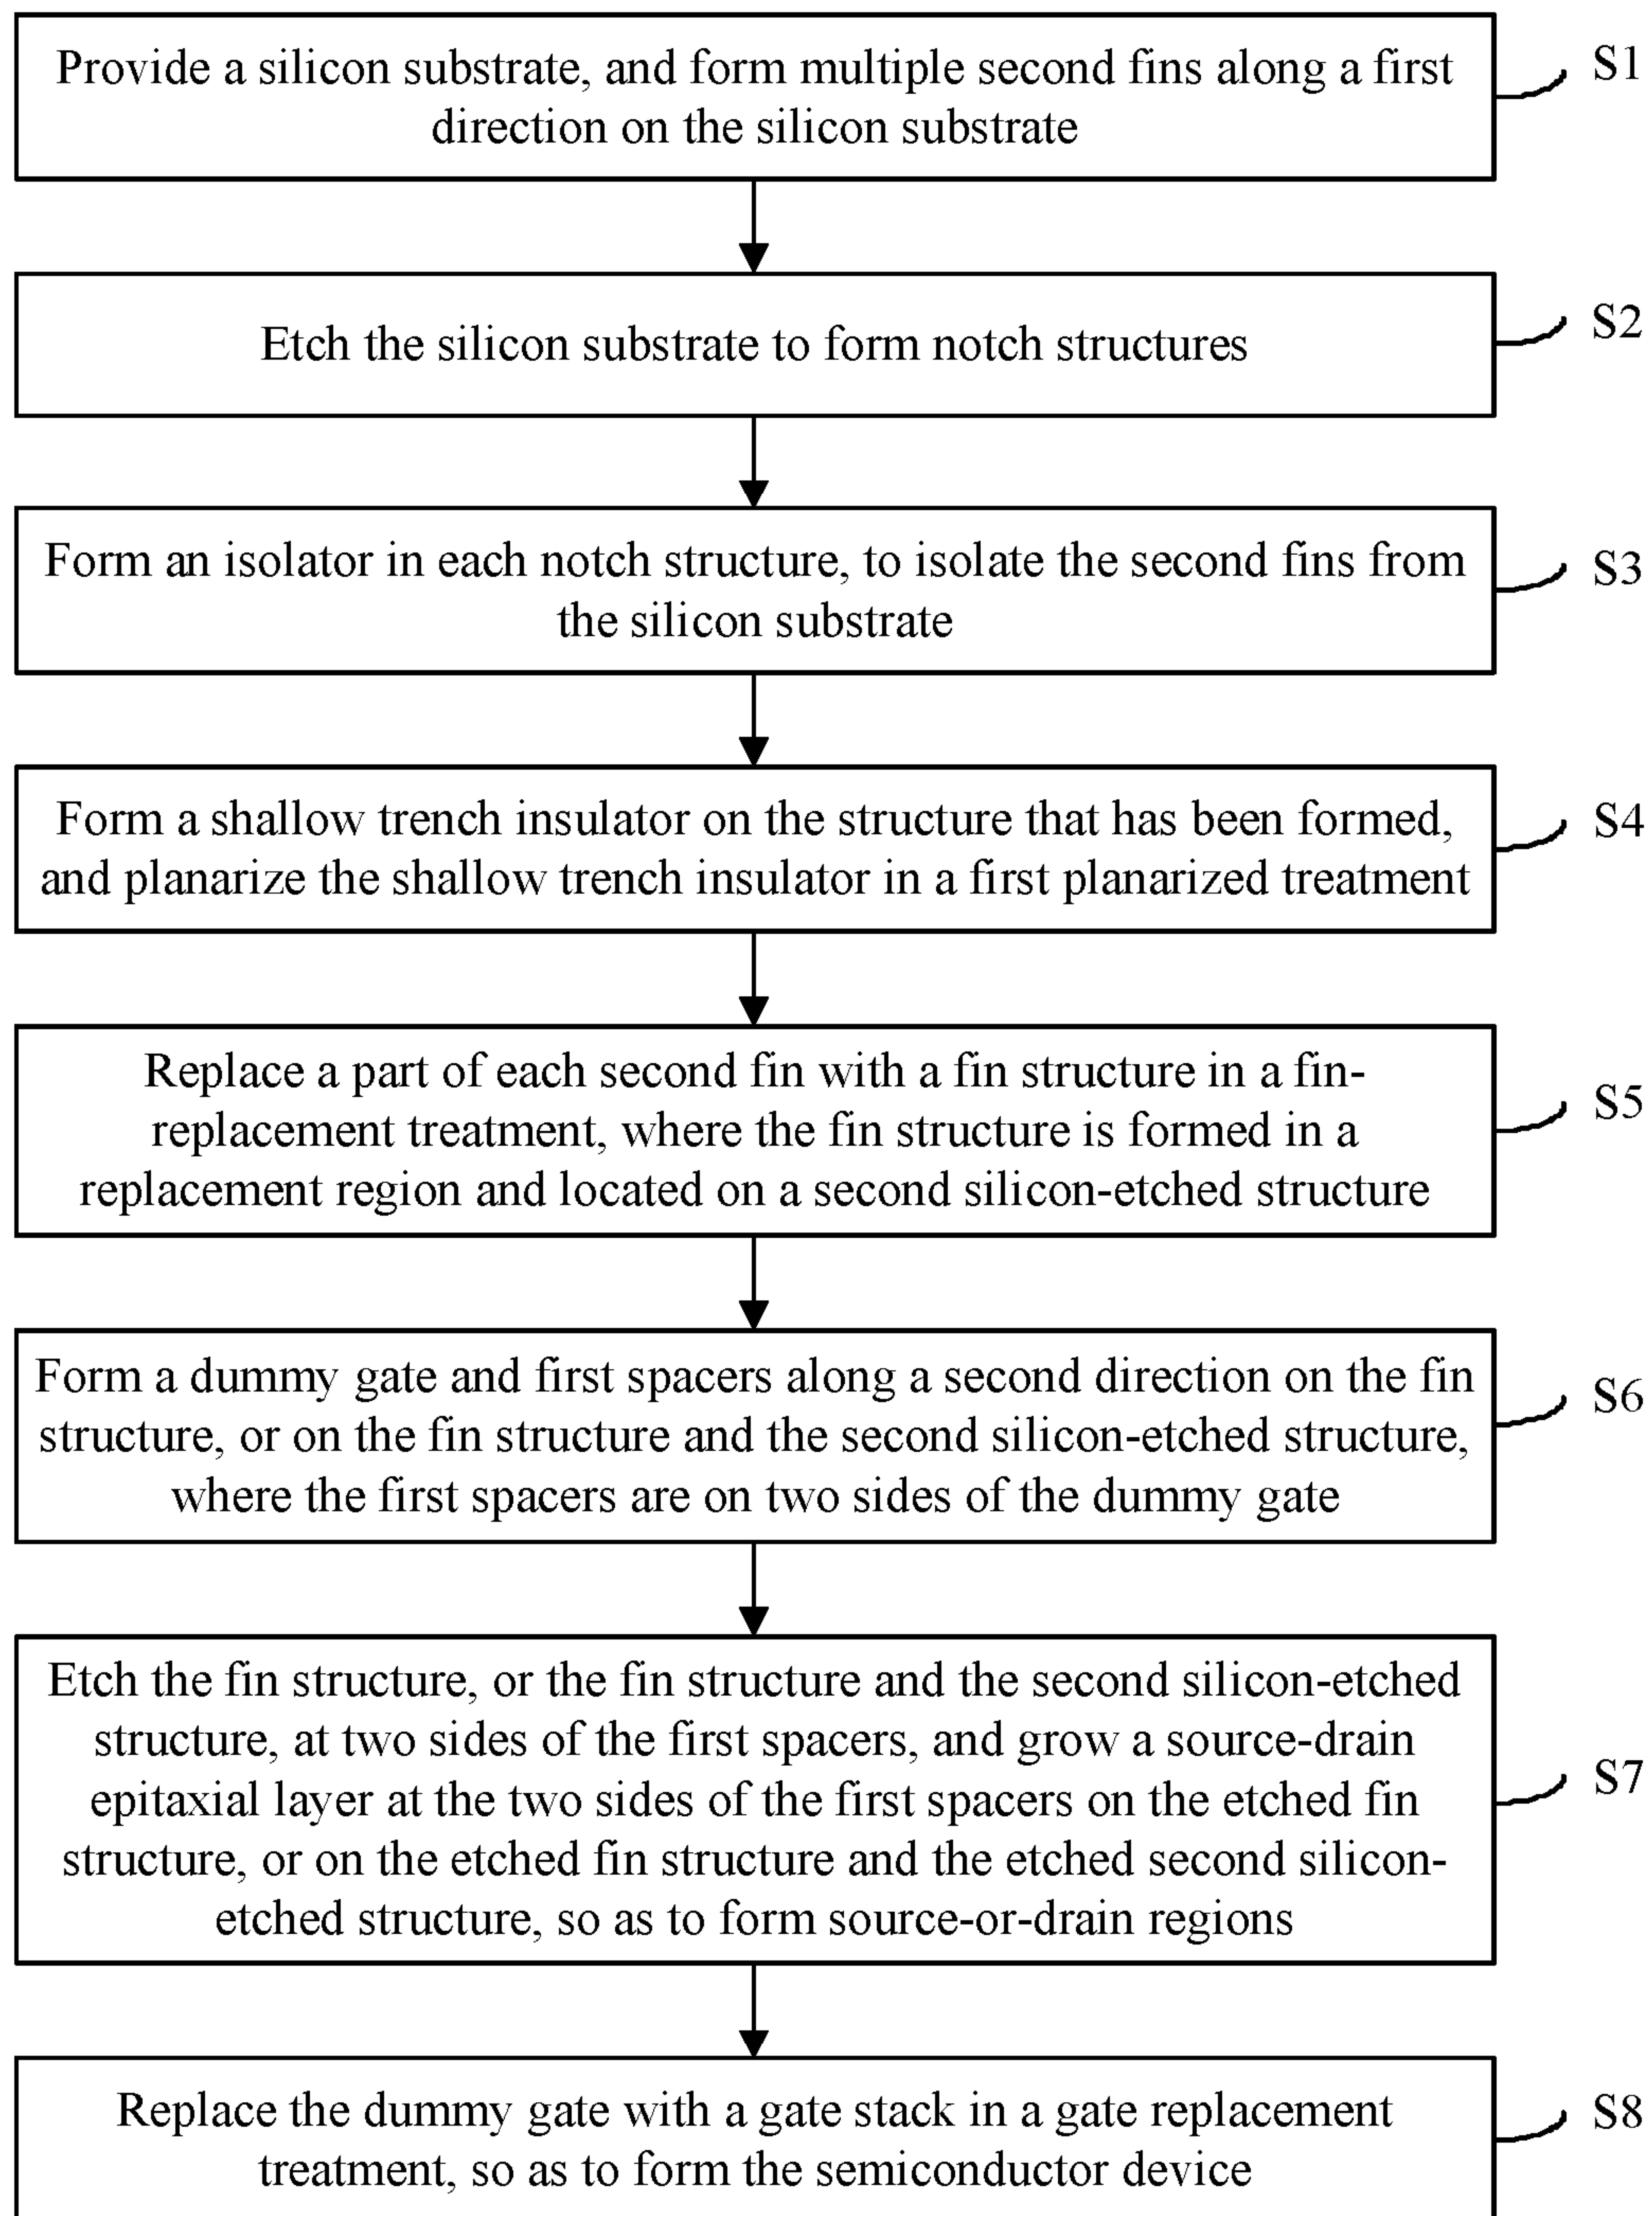 Provide a silicon substrate, and form multiple second fins along a first
direction on the silicon substrate
S1
Etch the silicon substrate to form notch structures
S2
Form an isolator in each notch structure, to isolate the second fins from
the silicon substrate
S3
Form a shallow trench insulator on the structure that has been formed,
and planarize the shallow trench insulator in a first planarized treatment
S4
Replace a part of each second fin with a fin structure in a fin-
replacement treatment, where the fin structure is formed in a
replacement region and located on a second silicon-etched structure
S5
Form a dummy gate and first spacers along a second direction on the fin
structure, or on the fin structure and the second silicon-etched structure,
where the first spacers are on two sides of the dummy gate
S6
Etch the fin structure, or the fin structure and the second silicon-etched
structure, at two sides of the first spacers, and grow a source-drain
epitaxial layer at the two sides of the first spacers on the etched fin
structure, or on the etched fin structure and the etched second silicon-
etched structure, so as to form source-or-drain regions
S7
Replace the dummy gate with a gate stack in a gate replacement
treatment, so as to form the semiconductor device
S8